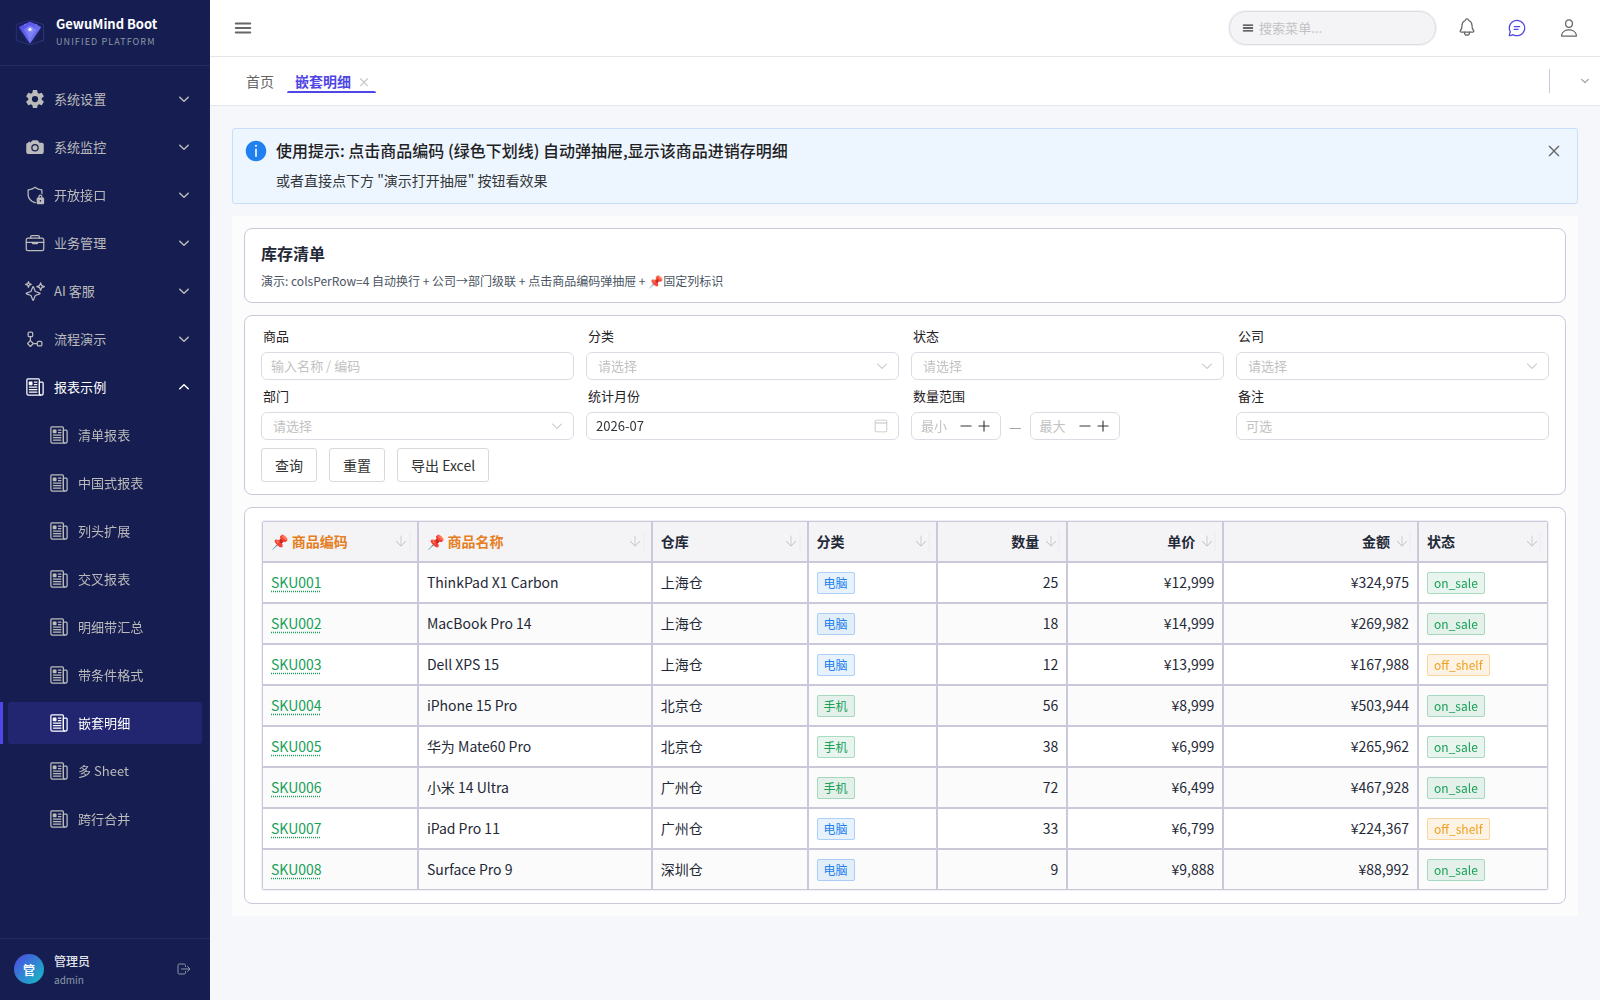 GewuMind Boot
UNIFIED PLATFORM
系统设置
系统监控
开放接口
业务管理
AI 客服
流程演示
报表示例
清单报表
中国式报表
列头扩展
交叉报表
明细带汇总
带条件格式
嵌套明细
多 Sheet
跨行合并
管
管理员
admin
搜索菜单...
首页 嵌套明细
使用提示: 点击商品编码 (绿色下划线) 自动弹抽屉,显示该商品进销存明细
或者直接点下方 "演示打开抽屉" 按钮看效果
库存清单
演示: colsPerRow=4 自动换行 + 公司→部门级联 + 点击商品编码弹抽屉 + 📌固定列标识
商品 分类 状态 公司
输入名称 / 编码 请选择 请选择 请选择
部门 统计月份 数量范围 备注
请选择 2026-07 最小 — 最大 可选
查询 重置 导出 Excel
📌 商品编码 📌 商品名称 仓库 分类 数量 单价 金额 状态
SKU001 ThinkPad X1 Carbon 上海仓 电脑 25 ¥12,999 ¥324,975 on_sale
SKU002 MacBook Pro 14 上海仓 电脑 18 ¥14,999 ¥269,982 on_sale
SKU003 Dell XPS 15 上海仓 电脑 12 ¥13,999 ¥167,988 off_shelf
SKU004 iPhone 15 Pro 北京仓 手机 56 ¥8,999 ¥503,944 on_sale
SKU005 华为 Mate60 Pro 北京仓 手机 38 ¥6,999 ¥265,962 on_sale
SKU006 小米 14 Ultra 广州仓 手机 72 ¥6,499 ¥467,928 on_sale
SKU007 iPad Pro 11 广州仓 电脑 33 ¥6,799 ¥224,367 off_shelf
SKU008 Surface Pro 9 深圳仓 电脑 9 ¥9,888 ¥88,992 on_sale